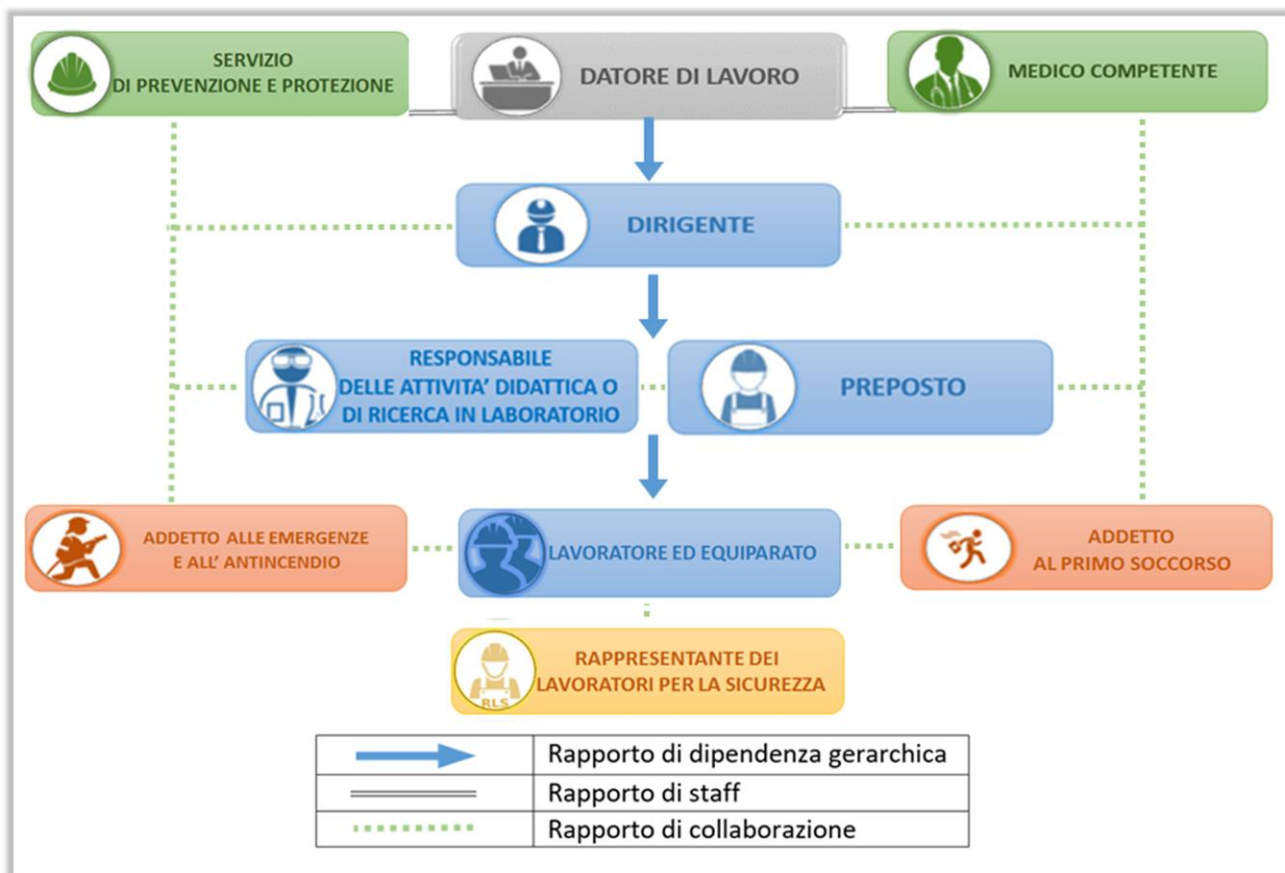 SERVIZIO
DI PREVENZIONE E PROTEZIONE
DATORE DI LAVORO
MEDICO COMPETENTE
DIRIGENTE
RESPONSABILE
DELLE ATTIVITA’ DIDATTICA O
DI RICERCA IN LABORATORIO
PREPOSTO
ADDETTO ALLE EMERGENZE
E ALL’ ANTINCENDIO
LAVORATORE ED EQUIPARATO
ADDETTO
AL PRIMO SOCCORSO
RLS
RAPPRESENTANTE DEI
LAVORATORI PER LA SICUREZZA
Rapporto di dipendenza gerarchica
Rapporto di staff
Rapporto di collaborazione